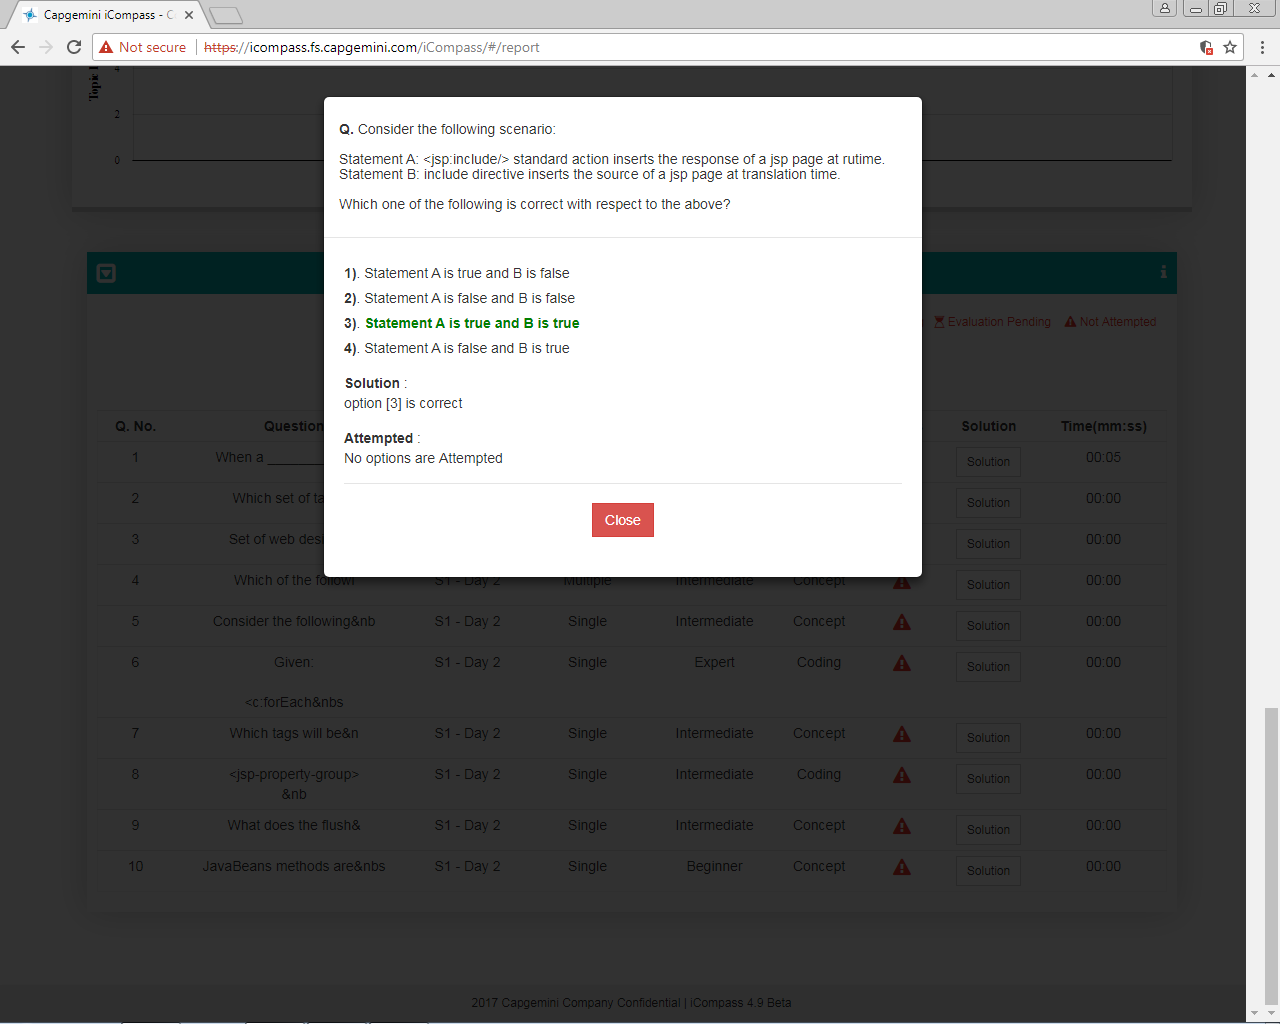 Capgemini iCompass - C
Not secure
https://icompass.fs.capgemini.com/iCompass/#/report
4
2
0
Q. Consider the following scenario:
Statement A: <jsp:include/> standard action inserts the response of a jsp page at rutime.
Statement B: include directive inserts the source of a jsp page at translation time.
Which one of the following is correct with respect to the above?
1). Statement A is true and B is false
2). Statement A is false and B is false
3). Statement A is true and B is true
4). Statement A is false and B is true
Solution :
option [3] is correct
Attempted :
No options are Attempted
Close
Evaluation Pending Not Attempted
Q. No. Question Solution Time(mm:ss)
1 When a ________ Solution 00:05
2 Which set of ta Solution 00:00
3 Set of web des Solution 00:00
4 Which of the followi S1 - Day 2 Multiple Intermediate Concept Solution 00:00
5 Consider the following&nb S1 - Day 2 Single Intermediate Concept Solution 00:00
6 Given: S1 - Day 2 Single Expert Coding Solution 00:00
<c:forEach&nbs
7 Which tags will be&n S1 - Day 2 Single Intermediate Concept Solution 00:00
8 <jsp-property-group> S1 - Day 2 Single Intermediate Coding Solution 00:00
&nb
9 What does the flush& S1 - Day 2 Single Intermediate Concept Solution 00:00
10 JavaBeans methods are&nbs S1 - Day 2 Single Beginner Concept Solution 00:00
2017 Capgemini Company Confidential | iCompass 4.9 Beta